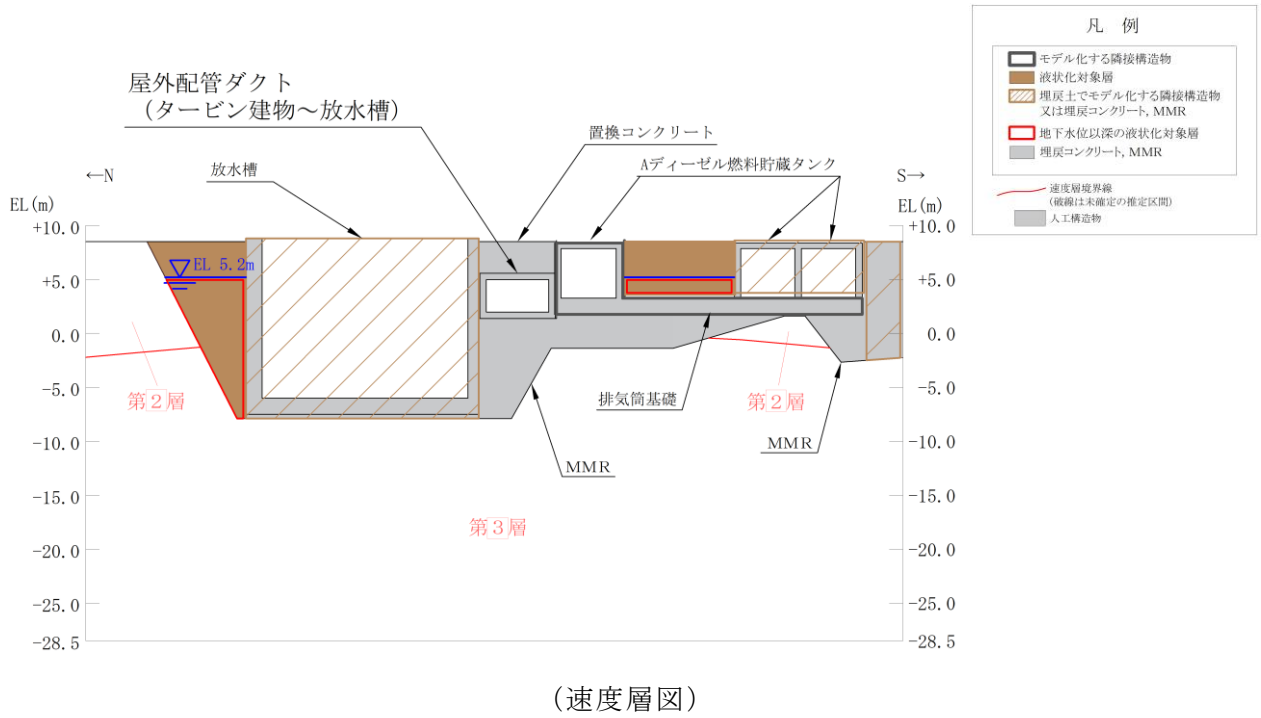 凡 例
モデル化する隣接構造物
液状化対象層
埋戻土でモデル化する隣接構造物
又は埋戻コンクリート, MMR
地下水位以深の液状化対象層
埋戻コンクリート, MMR
速度層境界線
(破線は未確定の推定区間)
人工構造物
屋外配管ダクト
(タービン建物～放水槽)
置換コンクリート
放水槽
Aディーゼル燃料貯蔵タンク
←N
S→
EL(m)
EL(m)
+10.0
+10.0
EL 5.2m
+5.0
+5.0
0.0
0.0
-5.0
-5.0
第2層
排気筒基礎
第2層
-10.0
MMR
-10.0
MMR
-15.0
-15.0
第3層
-20.0
-20.0
-25.0
-25.0
-28.5
-28.5
(速度層図)